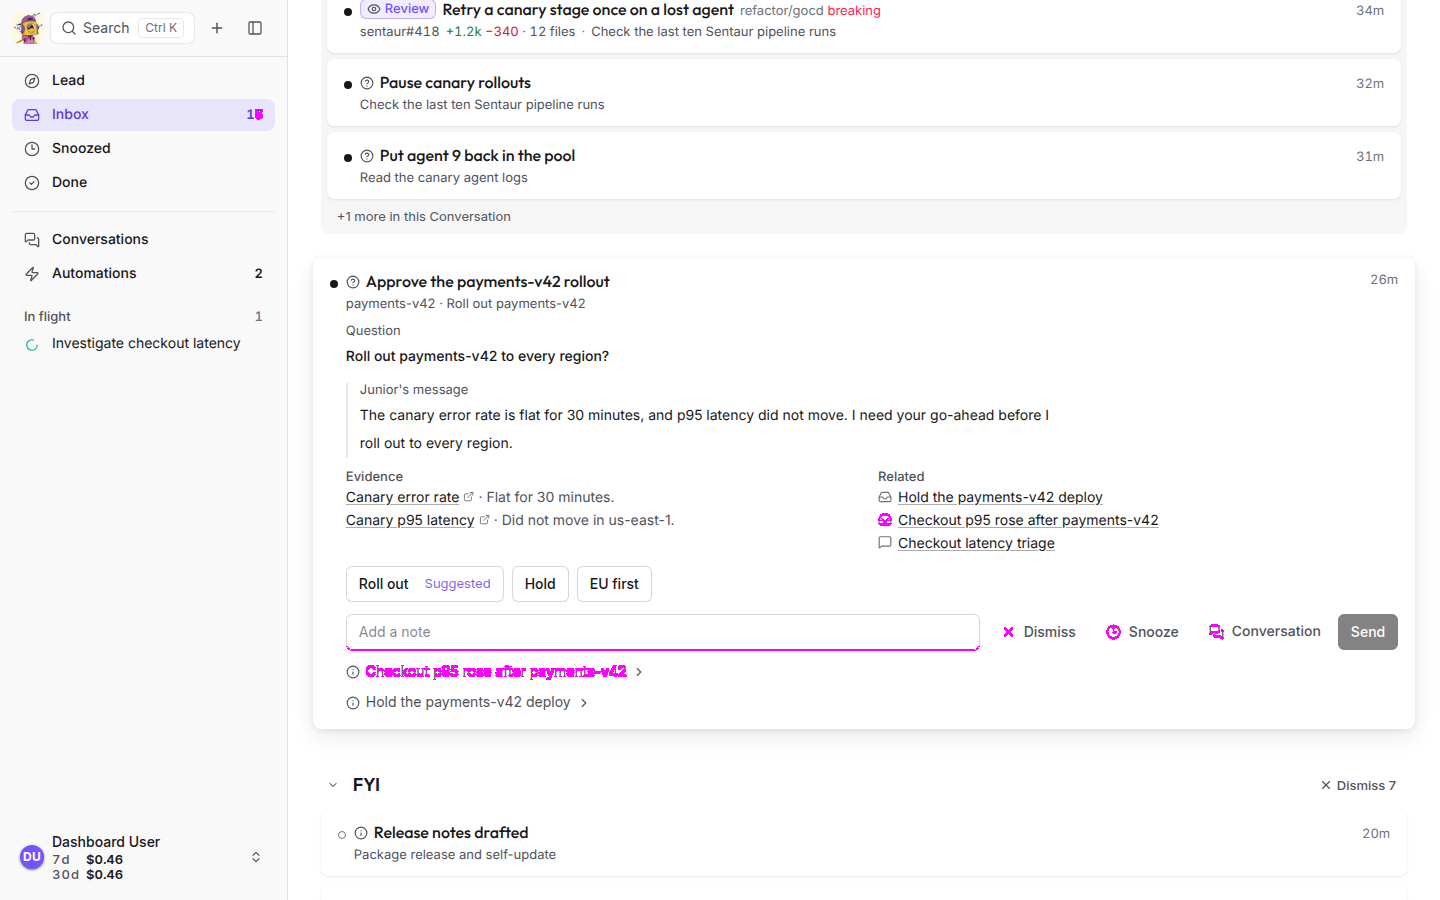 Search Ctrl K
Lead
Inbox
Snoozed
Done
Conversations
Automations 2
In flight 1
Investigate checkout latency
Dashboard User
DU
7d $0.46
30d $0.46
Review Retry a canary stage once on a lost agent refactor/gocd breaking 34m
sentaur#418 +1.2k −340 · 12 files · Check the last ten Sentaur pipeline runs
Pause canary rollouts 32m
Check the last ten Sentaur pipeline runs
Put agent 9 back in the pool 31m
Read the canary agent logs
+1 more in this Conversation
Approve the payments-v42 rollout 26m
payments-v42 · Roll out payments-v42
Question
Roll out payments-v42 to every region?
Junior's message
The canary error rate is flat for 30 minutes, and p95 latency did not move. I need your go-ahead before I
roll out to every region.
Evidence
Canary error rate · Flat for 30 minutes.
Canary p95 latency · Did not move in us-east-1.
Related
Hold the payments-v42 deploy
Checkout p95 rose after payments-v42
Checkout latency triage
Roll out Suggested Hold EU first
Add a note Dismiss Snooze Conversation Send
Checkout p95 rose after payments-v42
Hold the payments-v42 deploy
FYI Dismiss 7
Release notes drafted 20m
Package release and self-update